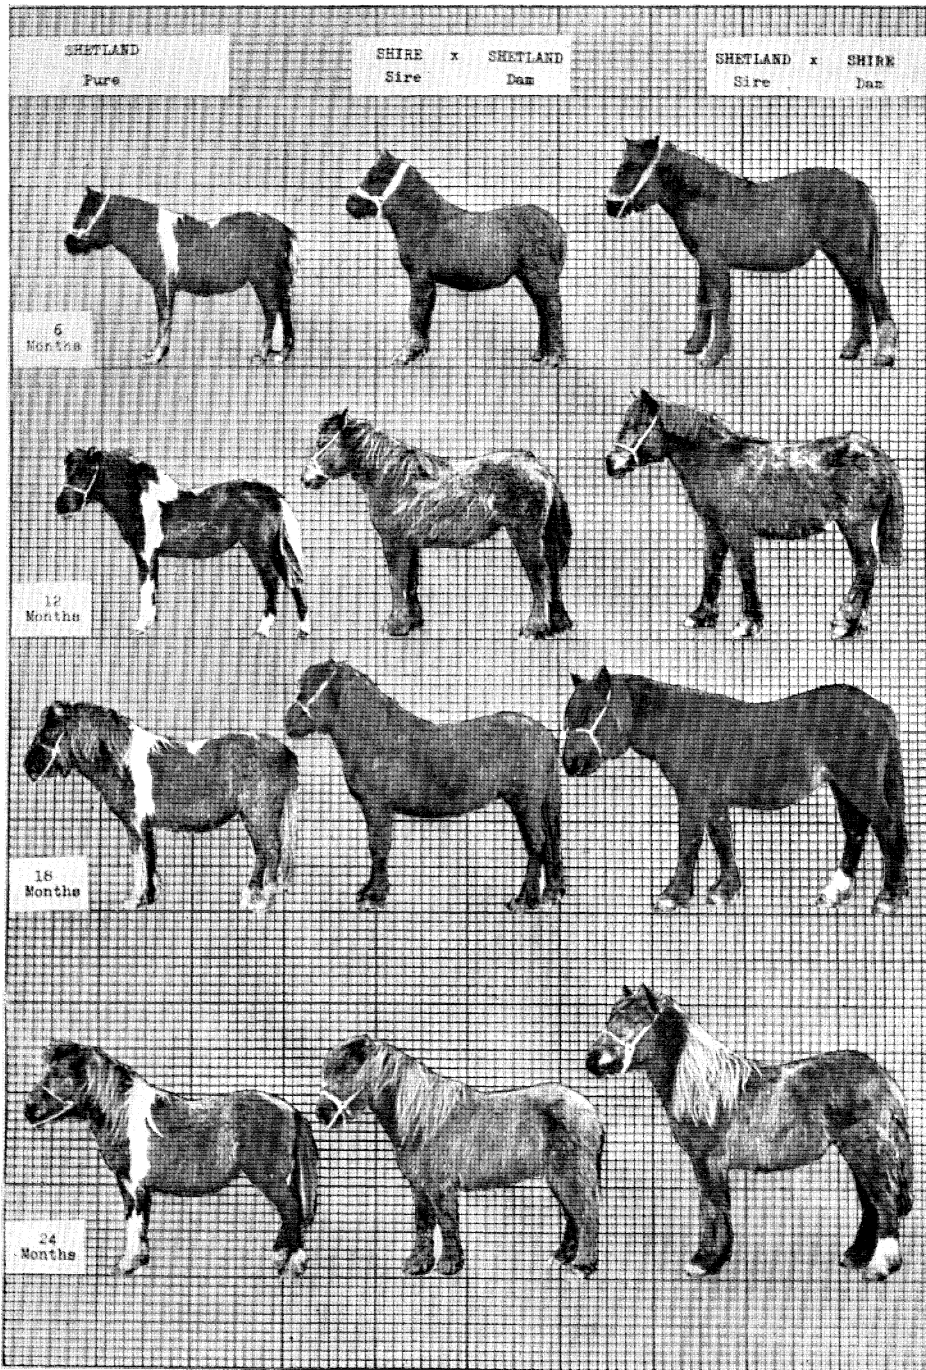 SHETLAND
Pure
SHIRE x SHETLAND
Sire Dam
SHETLAND x SHIRE
Sire Dam
6
Months
12
Months
18
Months
24
Months